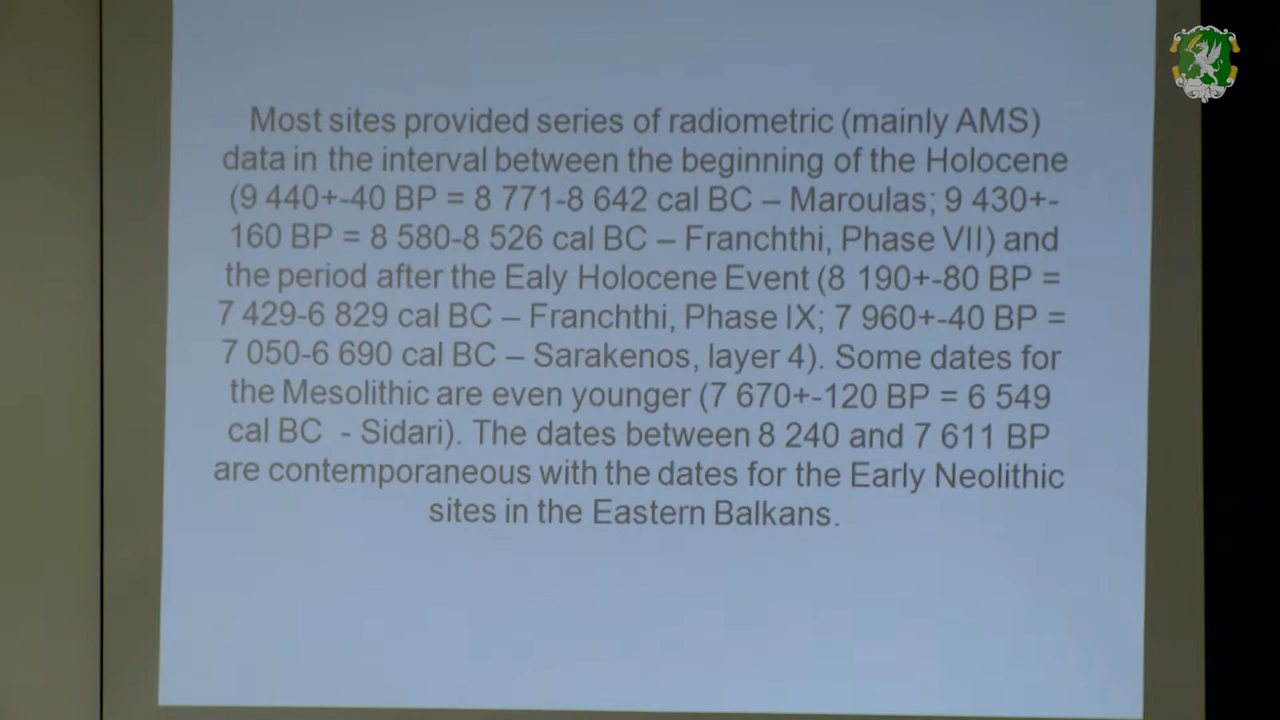 Most sites provided series of radiometric (mainly AMS)
data in the interval between the beginning of the Holocene
(9 440+-40 BP = 8 771-8 642 cal BC – Maroulas; 9 430+-
160 BP = 8 580-8 526 cal BC – Franchthi, Phase VII) and
the period after the Ealy Holocene Event (8 190+-80 BP =
7 429-6 829 cal BC – Franchthi, Phase IX; 7 960+-40 BP =
7 050-6 690 cal BC – Sarakenos, layer 4). Some dates for
the Mesolithic are even younger (7 670+-120 BP = 6 549
cal BC - Sidari). The dates between 8 240 and 7 611 BP
are contemporaneous with the dates for the Early Neolithic
sites in the Eastern Balkans.